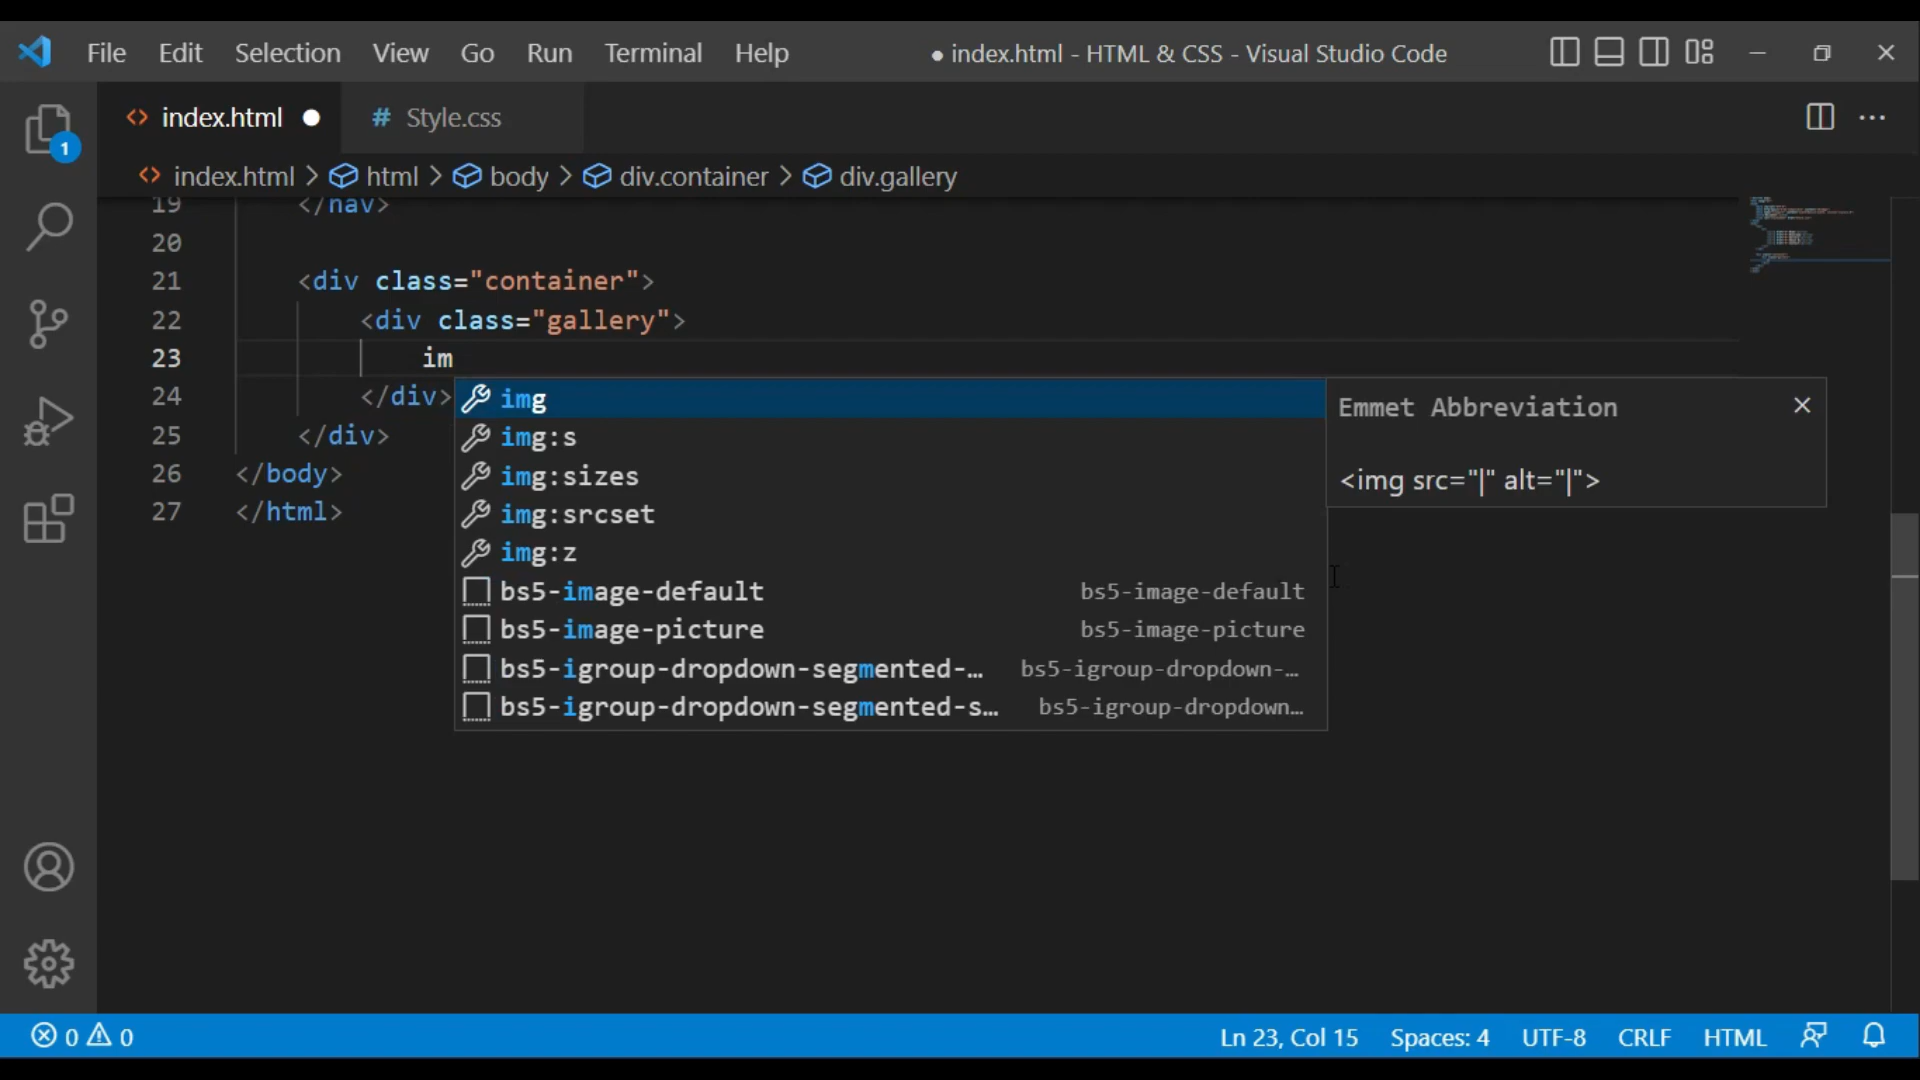 File Edit Selection View Go Run Terminal Help ● index.html - HTML & CSS - Visual Studio Code
<> index.html ● # Style.css
<> index.html > html > body > div.container > div.gallery
1
19 </nav>
20
21 <div class="container">
22 <div class="gallery">
23 im
24 </div>
25 </div>
26 </body>
27 </html>
img
img:s
img:sizes
img:srcset
img:z
bs5-image-default bs5-image-default
bs5-image-picture bs5-image-picture
bs5-igroup-dropdown-segmented-… bs5-igroup-dropdown-…
bs5-igroup-dropdown-segmented-s… bs5-igroup-dropdown…
Emmet Abbreviation
<img src="|" alt="|">
0 0 Ln 23, Col 15 Spaces: 4 UTF-8 CRLF HTML